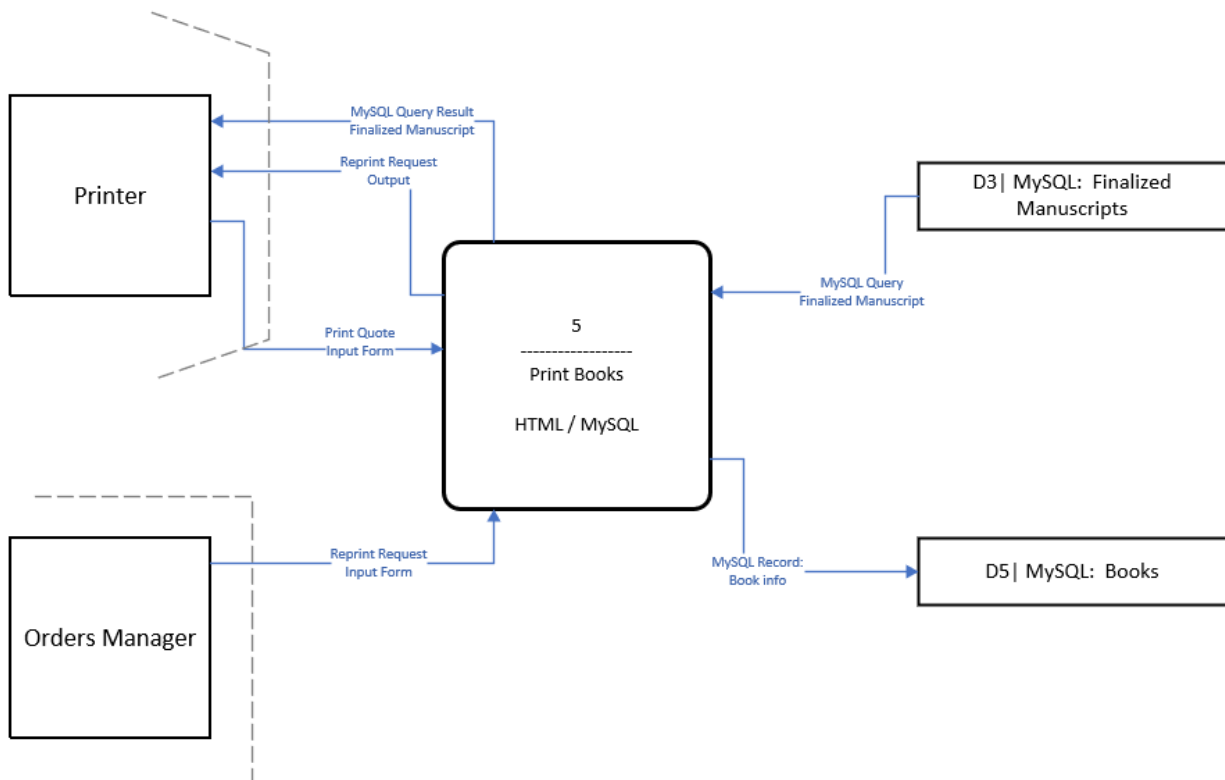 MySQL Query Result
Finalized Manuscript
Reprint Request
Output
Printer
D3| MySQL:  Finalized
Manuscripts
MySQL Query
Finalized Manuscript
Print Quote
Input Form
5
------------------
Print Books
HTML / MySQL
Reprint Request
Input Form
MySQL Record:
Book info
D5| MySQL:  Books
Orders Manager